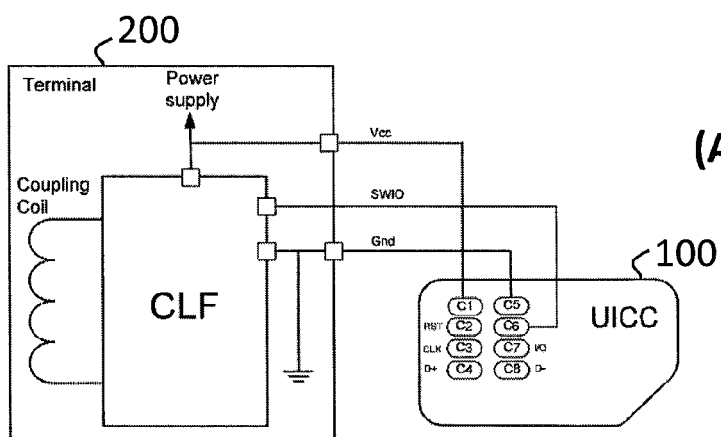 200
Terminal
Power
supply
Vcc
(A
Coupling
Coil
SWIO
Gnd
100
CLF
UICC
C1 C5
RST C2 C6
CLK C3 C7 I/O
D+ C4 C8 D-